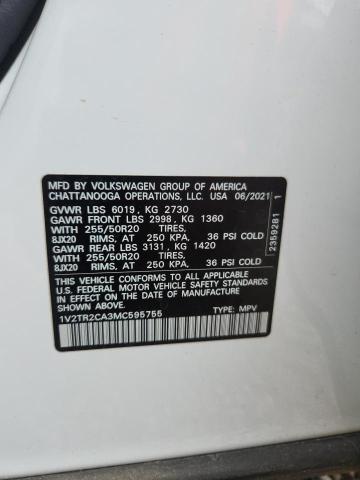 MFD BY VOLKSWAGEN GROUP OF AMERICA
CHATTANOOGA OPERATIONS, LLC. USA 06/2021
GVWR LBS 6019, KG 2730
GAWR FRONT LBS 2998, KG 1360
WITH 255/50R20 TIRES,
8JX20 RIMS, AT 250 KPA. 36 PSI COLD
GAWR REAR LBS 3131, KG 1420
WITH 255/50R20 TIRES,
8JX20 RIMS, AT 250 KPA. 36 PSI COLD
THIS VEHICLE CONFORMS TO ALL APPLICABLE
U.S. FEDERAL MOTOR VEHICLE SAFETY AND
THEFT PREVENTION STANDARDS IN EFFECT ON
THE DATE OF MANUFACTURE
SHOWN ABOVE.
1V2TR2CA3MC595755 TYPE: MPV
2359281 1